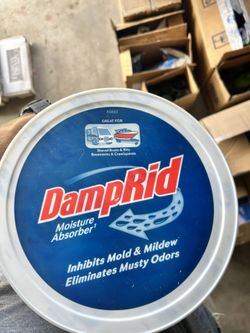 GREAT FOR
Stored Boats & RVs,
Basements & Crawlspaces
DampRid
Moisture
Absorber
Inhibits Mold & Mildew
Eliminates Musty Odors